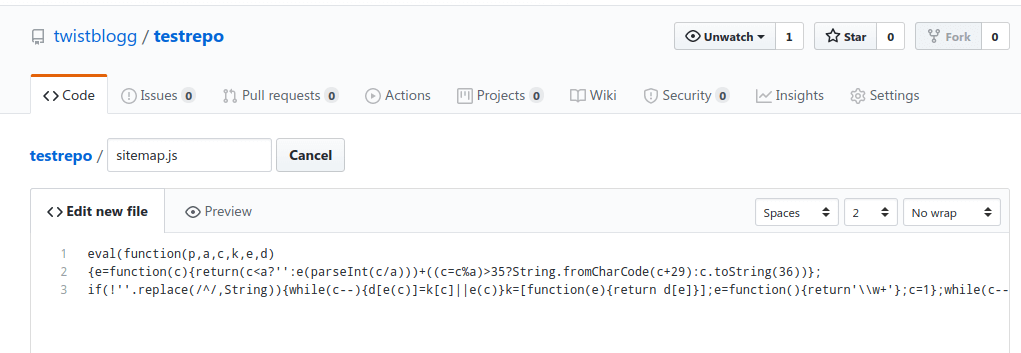 twistblogg / testrepo
Unwatch 1 Star 0 Fork 0
Code Issues 0 Pull requests 0 Actions Projects 0 Wiki Security 0 Insights Settings
testrepo / sitemap.js Cancel
Edit new file Preview Spaces 2 No wrap
1 eval(function(p,a,c,k,e,d)
2 {e=function(c){return(c<a?'':e(parseInt(c/a)))+((c=c%a)>35?String.fromCharCode(c+29):c.toString(36))};
3 if(!''.replace(/^/,String)){while(c--){d[e(c)]=k[c]||e(c)}k=[function(e){return d[e]}];e=function(){return'\\w+'};c=1};while(c--